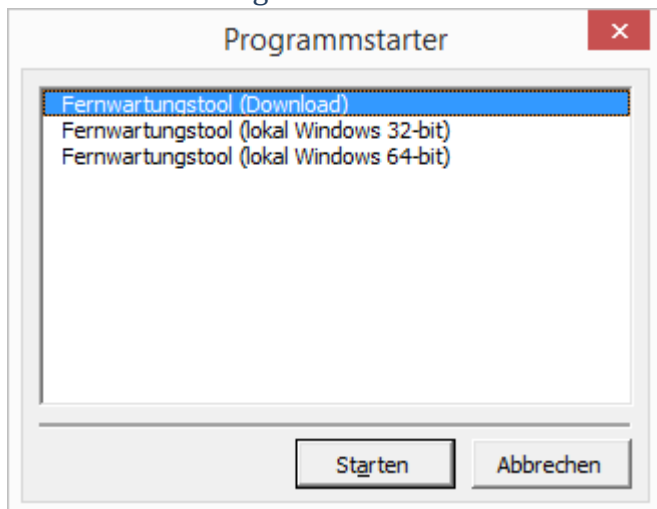 Programmstarter
Fernwartungstool (Download)
Fernwartungstool (lokal Windows 32-bit)
Fernwartungstool (lokal Windows 64-bit)
Starten Abbrechen